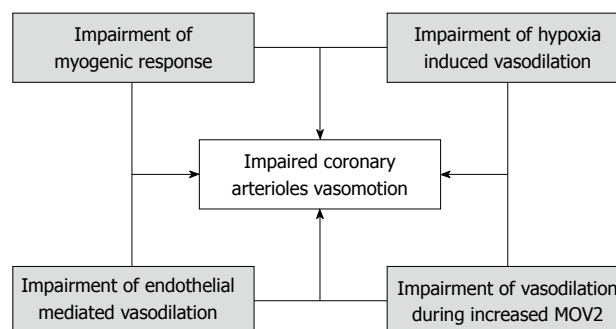 Impairment of
myogenic response
Impairment of hypoxia
induced vasodilation
Impaired coronary
arterioles vasomotion
Impairment of endothelial
mediated vasodilation
Impairment of vasodilation
during increased MOV2